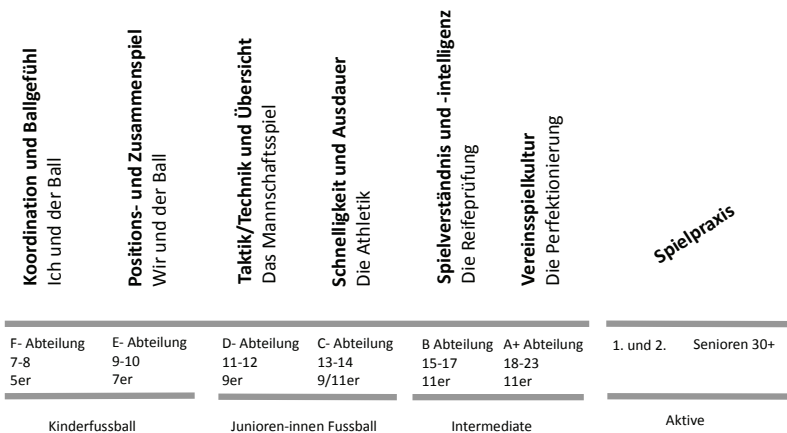 Koordination und Ballgefühl
Ich und der Ball
Positions- und Zusammenspiel
Wir und der Ball
Taktik/Technik und Übersicht
Das Mannschaftsspiel
Schnelligkeit und Ausdauer
Die Athletik
Spielverständnis und -intelligenz
Die Reifeprüfung
Vereinsspielkultur
Die Perfektionierung
Spielpraxis
F- Abteilung
7-8
5er
E- Abteilung
9-10
7er
D- Abteilung
11-12
9er
C- Abteilung
13-14
9/11er
B Abteilung
15-17
11er
A+ Abteilung
18-23
11er
1. und 2.
Senioren 30+
Kinderfussball
Junioren-innen Fussball
Intermediate
Aktive